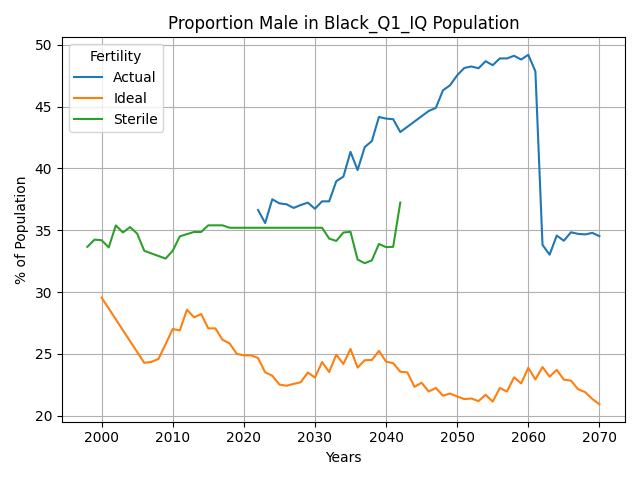 Proportion Male in Black_Q1_IQ Population
Fertility
Actual
Ideal
Sterile
% of Population
50
45
40
35
30
25
20
2000 2010 2020 2030 2040 2050 2060 2070
Years